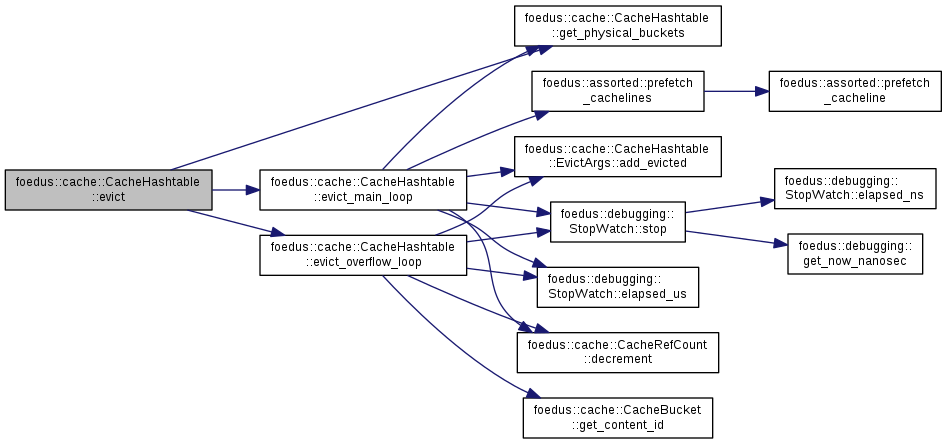 foedus::cache::CacheHashtable
::get_physical_buckets
foedus::assorted::prefetch
_cachelines
foedus::assorted::prefetch
_cacheline
foedus::cache::CacheHashtable
::EvictArgs::add_evicted
foedus::cache::CacheHashtable
::evict
foedus::cache::CacheHashtable
::evict_main_loop
foedus::debugging::
StopWatch::elapsed_ns
foedus::debugging::
StopWatch::stop
foedus::cache::CacheHashtable
::evict_overflow_loop
foedus::debugging::
get_now_nanosec
foedus::debugging::
StopWatch::elapsed_us
foedus::cache::CacheRefCount
::decrement
foedus::cache::CacheBucket
::get_content_id